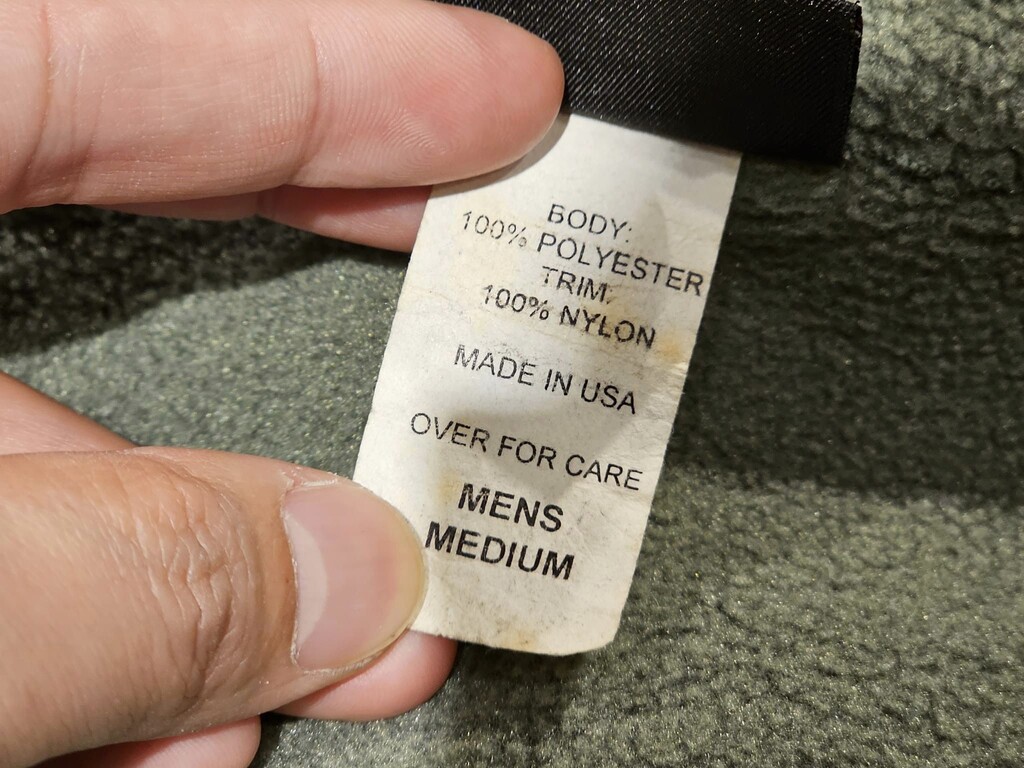 BODY:
100% POLYESTER
TRIM:
100% NYLON
MADE IN USA
OVER FOR CARE
MENS
MEDIUM